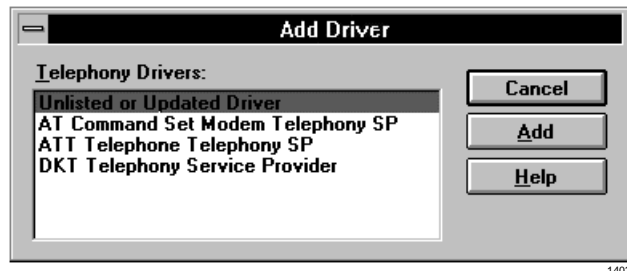 Add Driver
Telephony Drivers:
Unlisted or Updated Driver
AT Command Set Modem Telephony SP
ATT Telephone Telephony SP
DKT Telephony Service Provider
Cancel
Add
Help